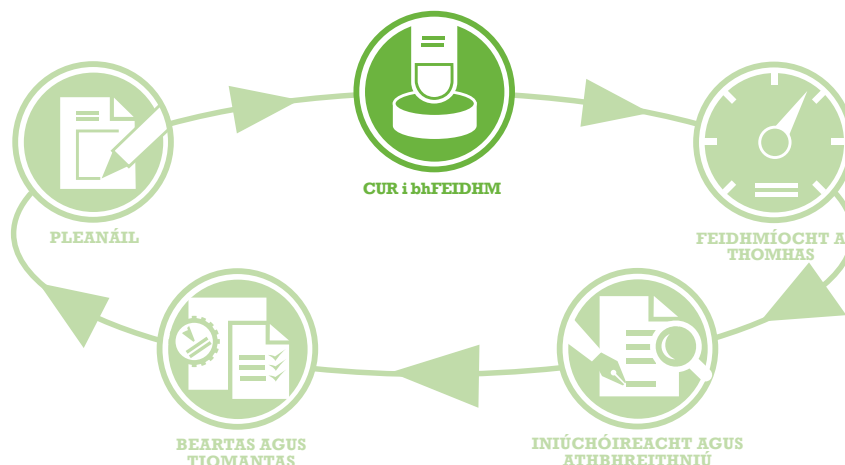 CUR i bhFEIDHM
PLEANÁIL
FEIDHMÍOCHT A
THOMHAS
BEARTAS AGUS
TIOMANTAS
INIÚCHÓIREACHT AGUS
ATHBHREITHNIÚ